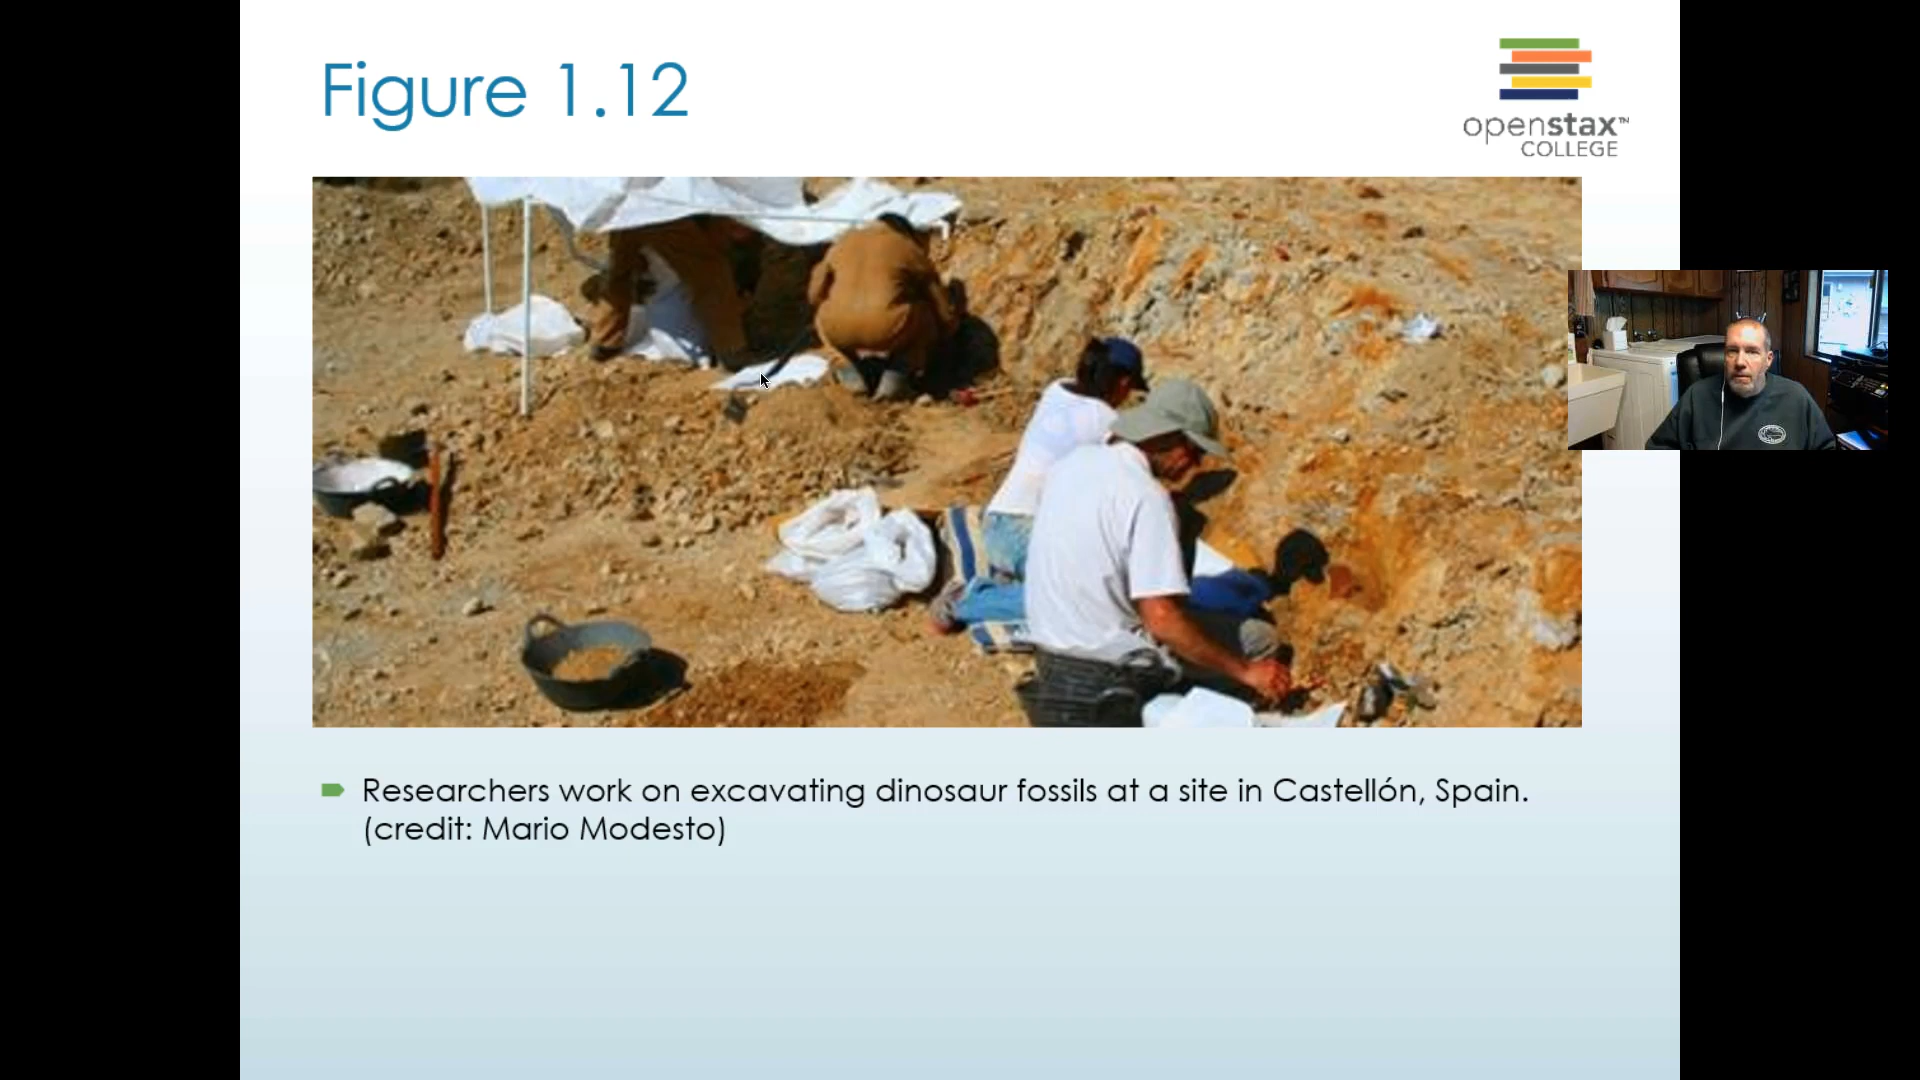 Figure 1.12
openstax™
COLLEGE
Researchers work on excavating dinosaur fossils at a site in Castellón, Spain.
(credit: Mario Modesto)